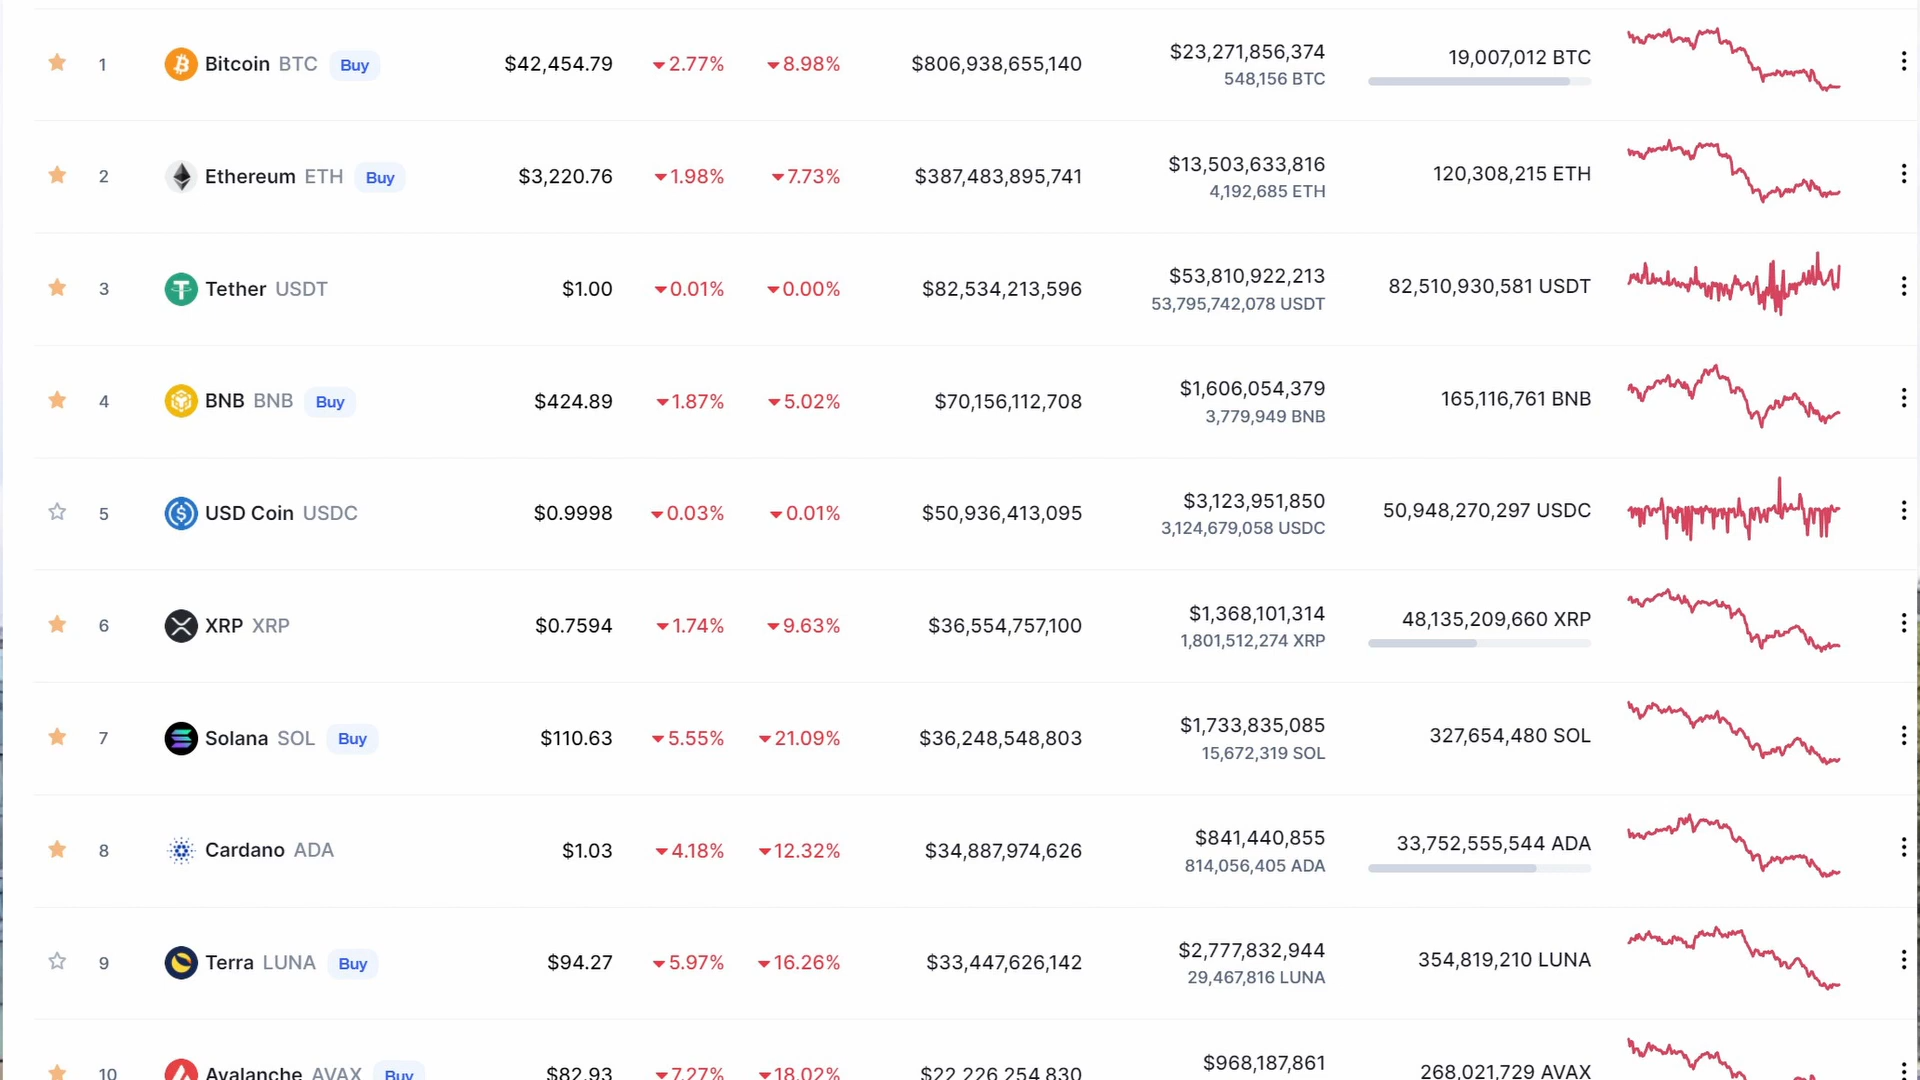 1 Bitcoin BTC Buy $42,454.79 2.77% 8.98% $806,938,655,140 $23,271,856,374 19,007,012 BTC
548,156 BTC
2 Ethereum ETH Buy $3,220.76 1.98% 7.73% $387,483,895,741 $13,503,633,816 120,308,215 ETH
4,192,685 ETH
3 Tether USDT $1.00 0.01% 0.00% $82,534,213,596 $53,810,922,213 82,510,930,581 USDT
53,795,742,078 USDT
4 BNB BNB Buy $424.89 1.87% 5.02% $70,156,112,708 $1,606,054,379 165,116,761 BNB
3,779,949 BNB
5 USD Coin USDC $0.9998 0.03% 0.01% $50,936,413,095 $3,123,951,850 50,948,270,297 USDC
3,124,679,058 USDC
6 XRP XRP $0.7594 1.74% 9.63% $36,554,757,100 $1,368,101,314 48,135,209,660 XRP
1,801,512,274 XRP
7 Solana SOL Buy $110.63 5.55% 21.09% $36,248,548,803 $1,733,835,085 327,654,480 SOL
15,672,319 SOL
8 Cardano ADA $1.03 4.18% 12.32% $34,887,974,626 $841,440,855 33,752,555,544 ADA
814,056,405 ADA
9 Terra LUNA Buy $94.27 5.97% 16.26% $33,447,626,142 $2,777,832,944 354,819,210 LUNA
29,467,816 LUNA
10 Avalanche AVAX Buy $82.93 7.27% 18.02% $22,226,254,830 $968,187,861 268,021,729 AVAX